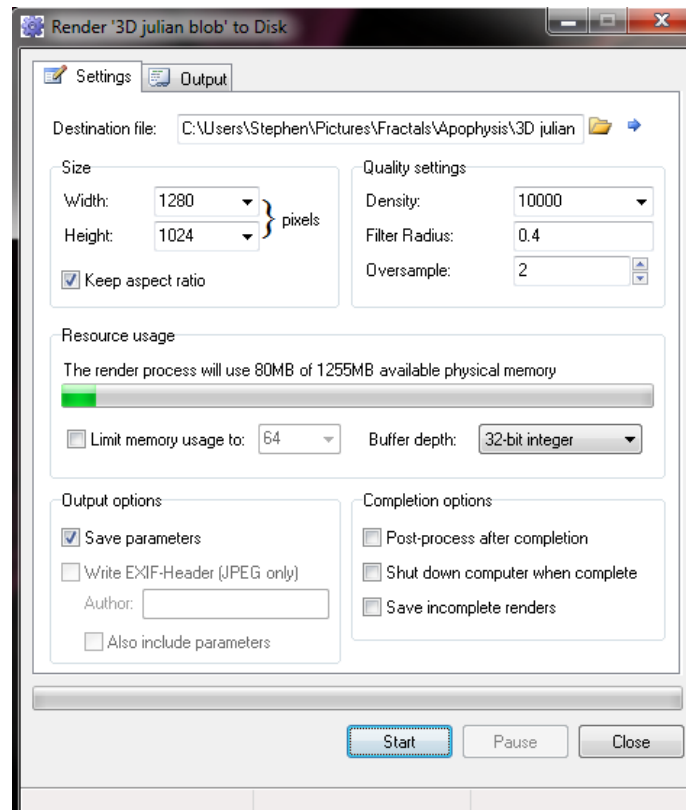 Render '3D julian blob' to Disk
Settings
Output
Destination file: C:\Users\Stephen\Pictures\Fractals\Apophysis\3D julian
Size
Width: 1280
Height: 1024
pixels
Keep aspect ratio
Quality settings
Density: 10000
Filter Radius: 0.4
Oversample: 2
Resource usage
The render process will use 80MB of 1255MB available physical memory
Limit memory usage to: 64 Buffer depth: 32-bit integer
Output options
Save parameters
Write EXIF-Header (JPEG only)
Author:
Also include parameters
Completion options
Post-process after completion
Shut down computer when complete
Save incomplete renders
Start Pause Close